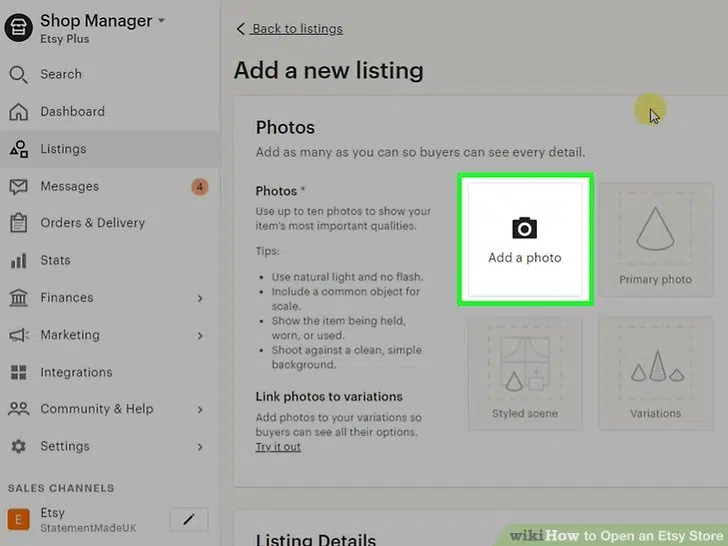 Shop Manager
Etsy Plus
Search
Dashboard
Listings
Messages
4
Orders & Delivery
Stats
Finances
Marketing
Integrations
Community & Help
Settings
SALES CHANNELS
E
Etsy
StatementMadeUK
Back to listings
Add a new listing
Photos
Add as many as you can so buyers can see every detail.
Photos *
Use up to ten photos to show your
item's most important qualities.
Tips:
• Use natural light and no flash.
• Include a common object for
scale.
• Show the item being held,
worn, or used.
• Shoot against a clean, simple
background.
Link photos to variations
Add photos to your variations so
buyers can see all their options.
Try it out
Add a photo
Primary photo
Styled scene
Variations
Listing Details
wikiHow to Open an Etsy Store